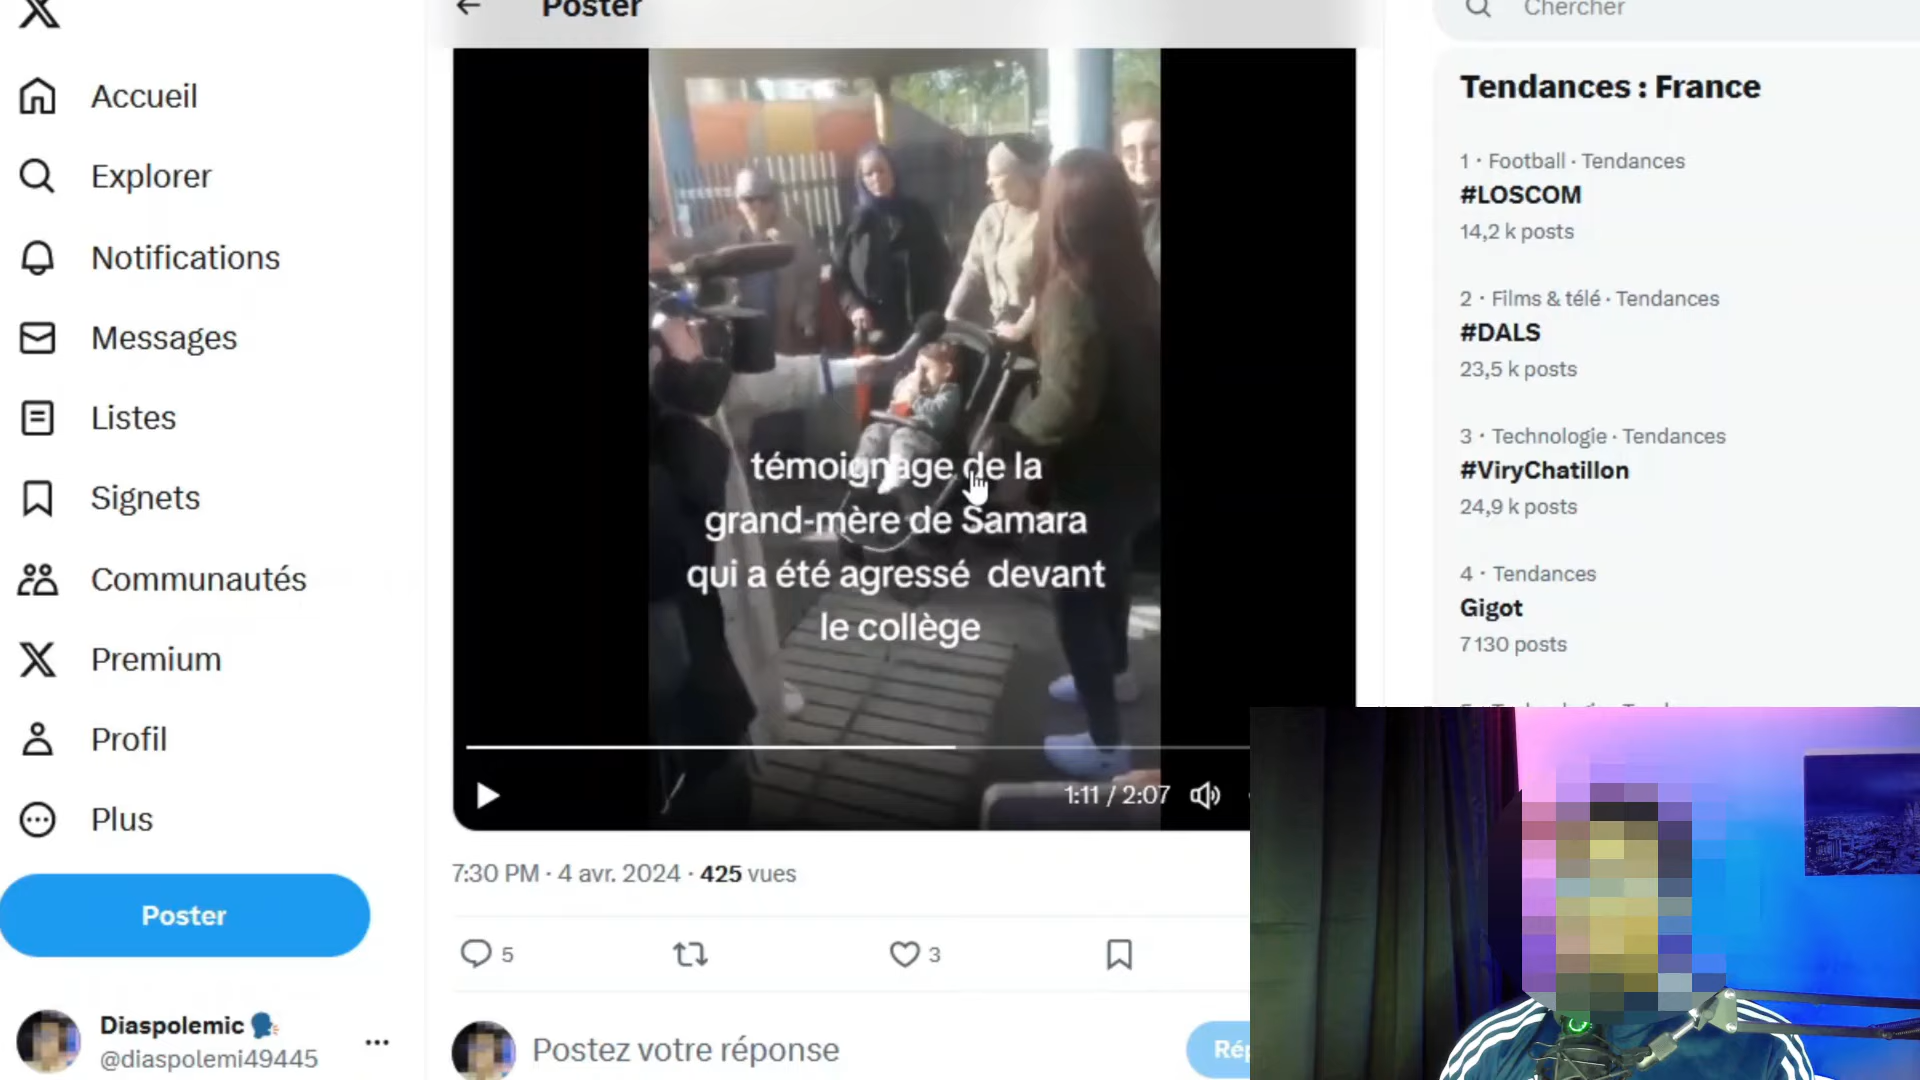 Poster
Chercher
Accueil
Explorer
Notifications
Messages
Listes
Signets
Communautés
Premium
Profil
Plus
Poster
Diaspolemic
@diaspolemi49445
témoignage de la
grand-mère de Samara
qui a été agressé devant
le collège
1:11 / 2:07
7:30 PM · 4 avr. 2024 · 425 vues
5
3
Postez votre réponse
Tendances : France
1 · Football · Tendances
#LOSCOM
14,2 k posts
2 · Films & télé · Tendances
#DALS
23,5 k posts
3 · Technologie · Tendances
#ViryChatillon
24,9 k posts
4 · Tendances
Gigot
7 130 posts